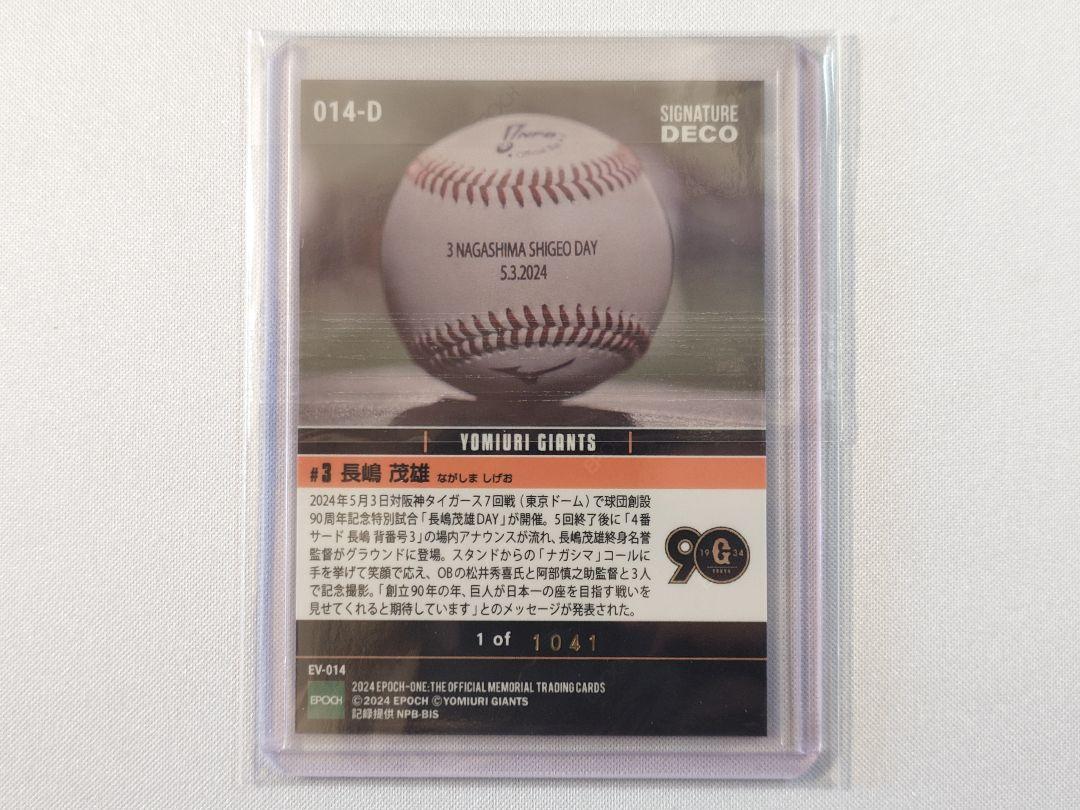 014-D
SIGNATURE
DECO
NPB
Official Ball
3 NAGASHIMA SHIGEO DAY
5.3.2024
YOMIURI GIANTS
#3 長嶋 茂雄 ながしま しげお
2024年5月3日対阪神タイガース7回戦（東京ドーム）で球団創設
90周年記念特別試合「長嶋茂雄DAY」が開催。5回終了後に「4番
サード 長嶋 背番号3」の場内アナウンスが流れ、長嶋茂雄終身名誉
監督がグラウンドに登場。スタンドからの「ナガシマ」コールに
手を挙げて笑顔で応え、OBの松井秀喜氏と阿部慎之助監督と3人
で記念撮影。「創立90年の年、巨人が日本一の座を目指す戦いを
見せてくれると期待しています」とのメッセージが発表された。
90
19 G 34
TOKYO
1 of 1041
EV-014
EPOCH
2024 EPOCH-ONE:THE OFFICIAL MEMORIAL TRADING CARDS
©2024 EPOCH ©YOMIURI GIANTS
記録提供 NPB-BIS